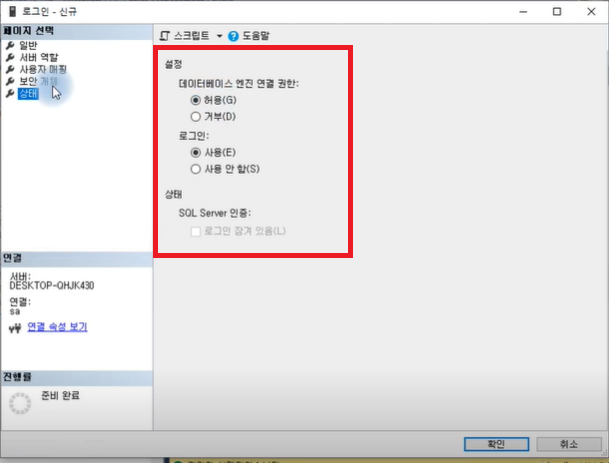 로그인 - 신규
페이지 선택
일반
서버 역할
사용자 매핑
보안 개체
상태
스크립트 도움말
설정
데이터베이스 엔진 연결 권한:
허용(G)
거부(D)
로그인:
사용(E)
사용 안 함(S)
상태
SQL Server 인증:
로그인 잠겨 있음(L)
연결
서버:
DESKTOP-QHJK430
연결:
sa
연결 속성 보기
진행률
준비 완료
확인 취소